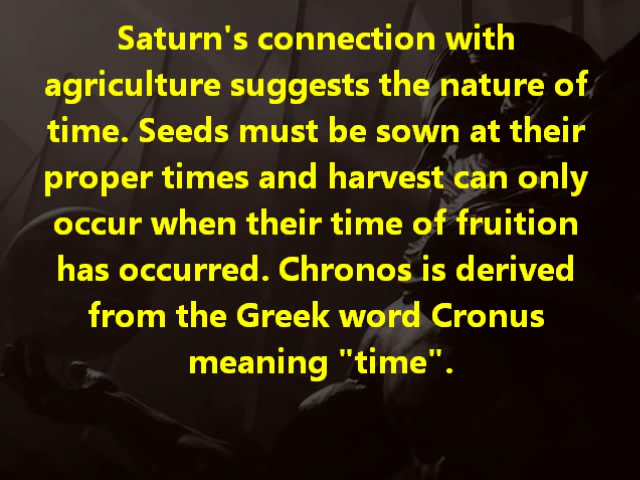 Saturn's connection with
agriculture suggests the nature of
time. Seeds must be sown at their
proper times and harvest can only
occur when their time of fruition
has occurred. Chronos is derived
from the Greek word Cronus
meaning "time".